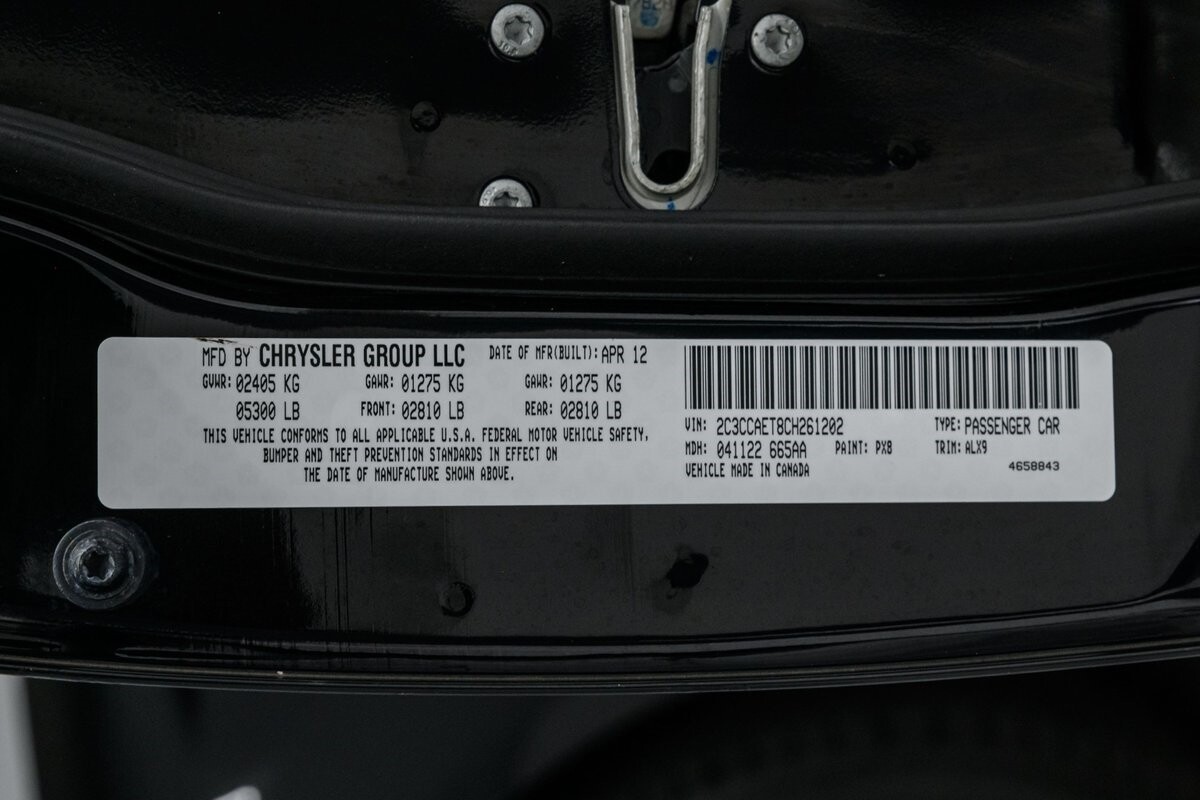 MFD BY CHRYSLER GROUP LLC DATE OF MFR(BUILT): APR 12
GVWR: 02405 KG GAWR: 01275 KG GAWR: 01275 KG
05300 LB FRONT: 02810 LB REAR: 02810 LB
THIS VEHICLE CONFORMS TO ALL APPLICABLE U.S.A. FEDERAL MOTOR VEHICLE SAFETY,
BUMPER AND THEFT PREVENTION STANDARDS IN EFFECT ON
THE DATE OF MANUFACTURE SHOWN ABOVE.
VIN: 2C3CCAET8CH261202 TYPE: PASSENGER CAR
MDH: 041122 665AA PAINT: PX8 TRIM: ALX9
VEHICLE MADE IN CANADA 4658843